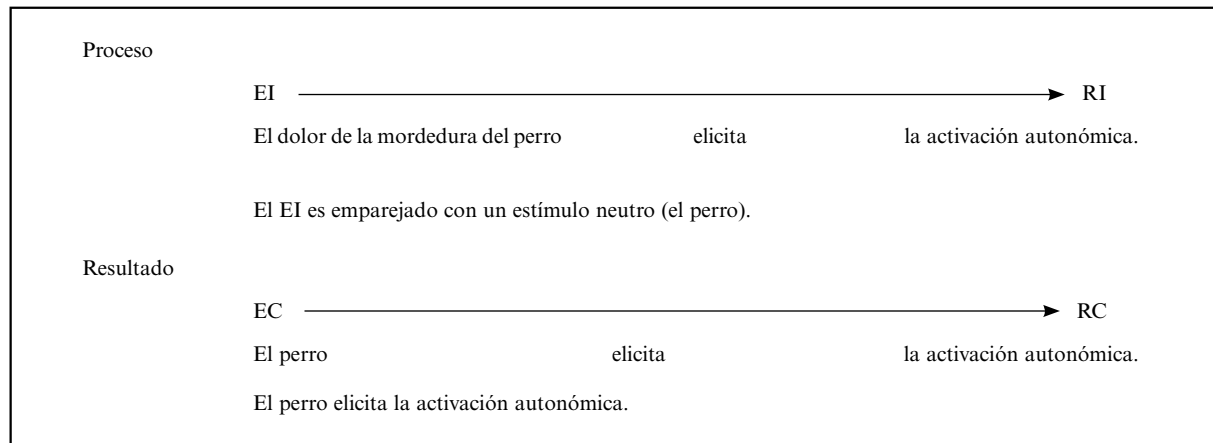 Proceso
EI RI
El dolor de la mordedura del perro elicita la activación autonómica.
El EI es emparejado con un estímulo neutro (el perro).
Resultado
EC RC
El perro elicita la activación autonómica.
El perro elicita la activación autonómica.